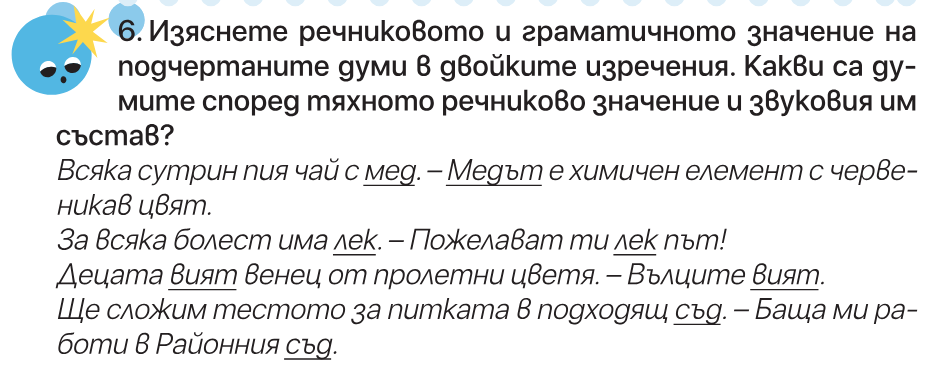 6. Изяснете речниковото и граматичното значение на
подчертаните думи в двойките изречения. Какви са ду-
мите според тяхното речниково значение и звуковия им
състав?
Всяка сутрин пия чай с мед. – Медът е химичен елемент с черве-
никав цвят.
За всяка болест има лек. – Пожелават ти лек път!
Децата вият венец от пролетни цветя. – Вълците вият.
Ще сложим тестото за питката в подходящ съд. – Баща ми ра-
боти в Районния съд.